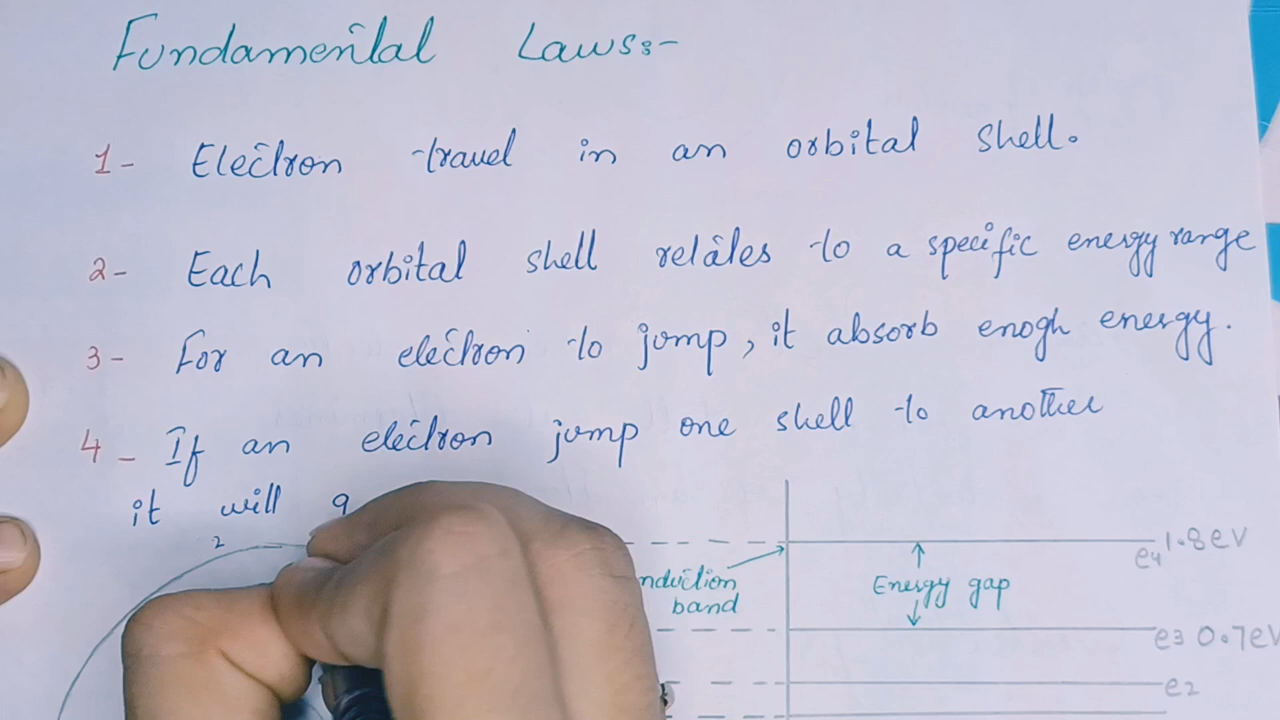 Fundamental Laws:-
1- Electron travel in an orbital shell.
2- Each orbital shell relates to a specific energy range
3- For an electron to jump, it absorb enogh energy.
4- If an electron jump one shell to another
it will
2
nduction
band
Energy gap
e4 1.8eV
e3 0.7eV
e2